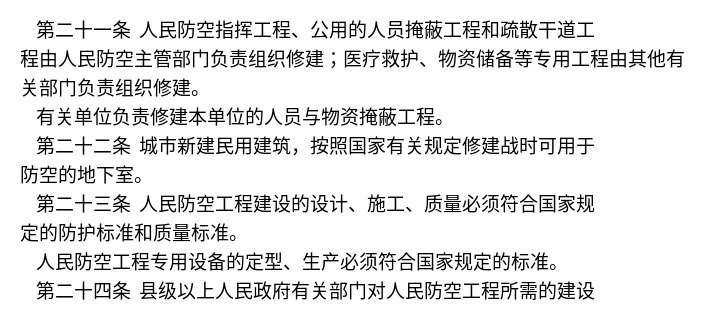 第二十一条 人民防空指挥工程、公用的人员掩蔽工程和疏散干道工
程由人民防空主管部门负责组织修建；医疗救护、物资储备等专用工程由其他有
关部门负责组织修建。
有关单位负责修建本单位的人员与物资掩蔽工程。
第二十二条 城市新建民用建筑，按照国家有关规定修建战时可用于
防空的地下室。
第二十三条 人民防空工程建设的设计、施工、质量必须符合国家规
定的防护标准和质量标准。
人民防空工程专用设备的定型、生产必须符合国家规定的标准。
第二十四条 县级以上人民政府有关部门对人民防空工程所需的建设